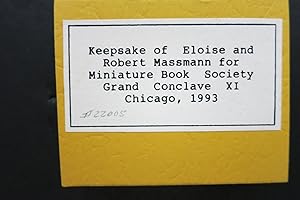 Keepsake of Eloise and
Robert Massmann for
Miniature Book Society
Grand Conclave XI
Chicago, 1993
#22005